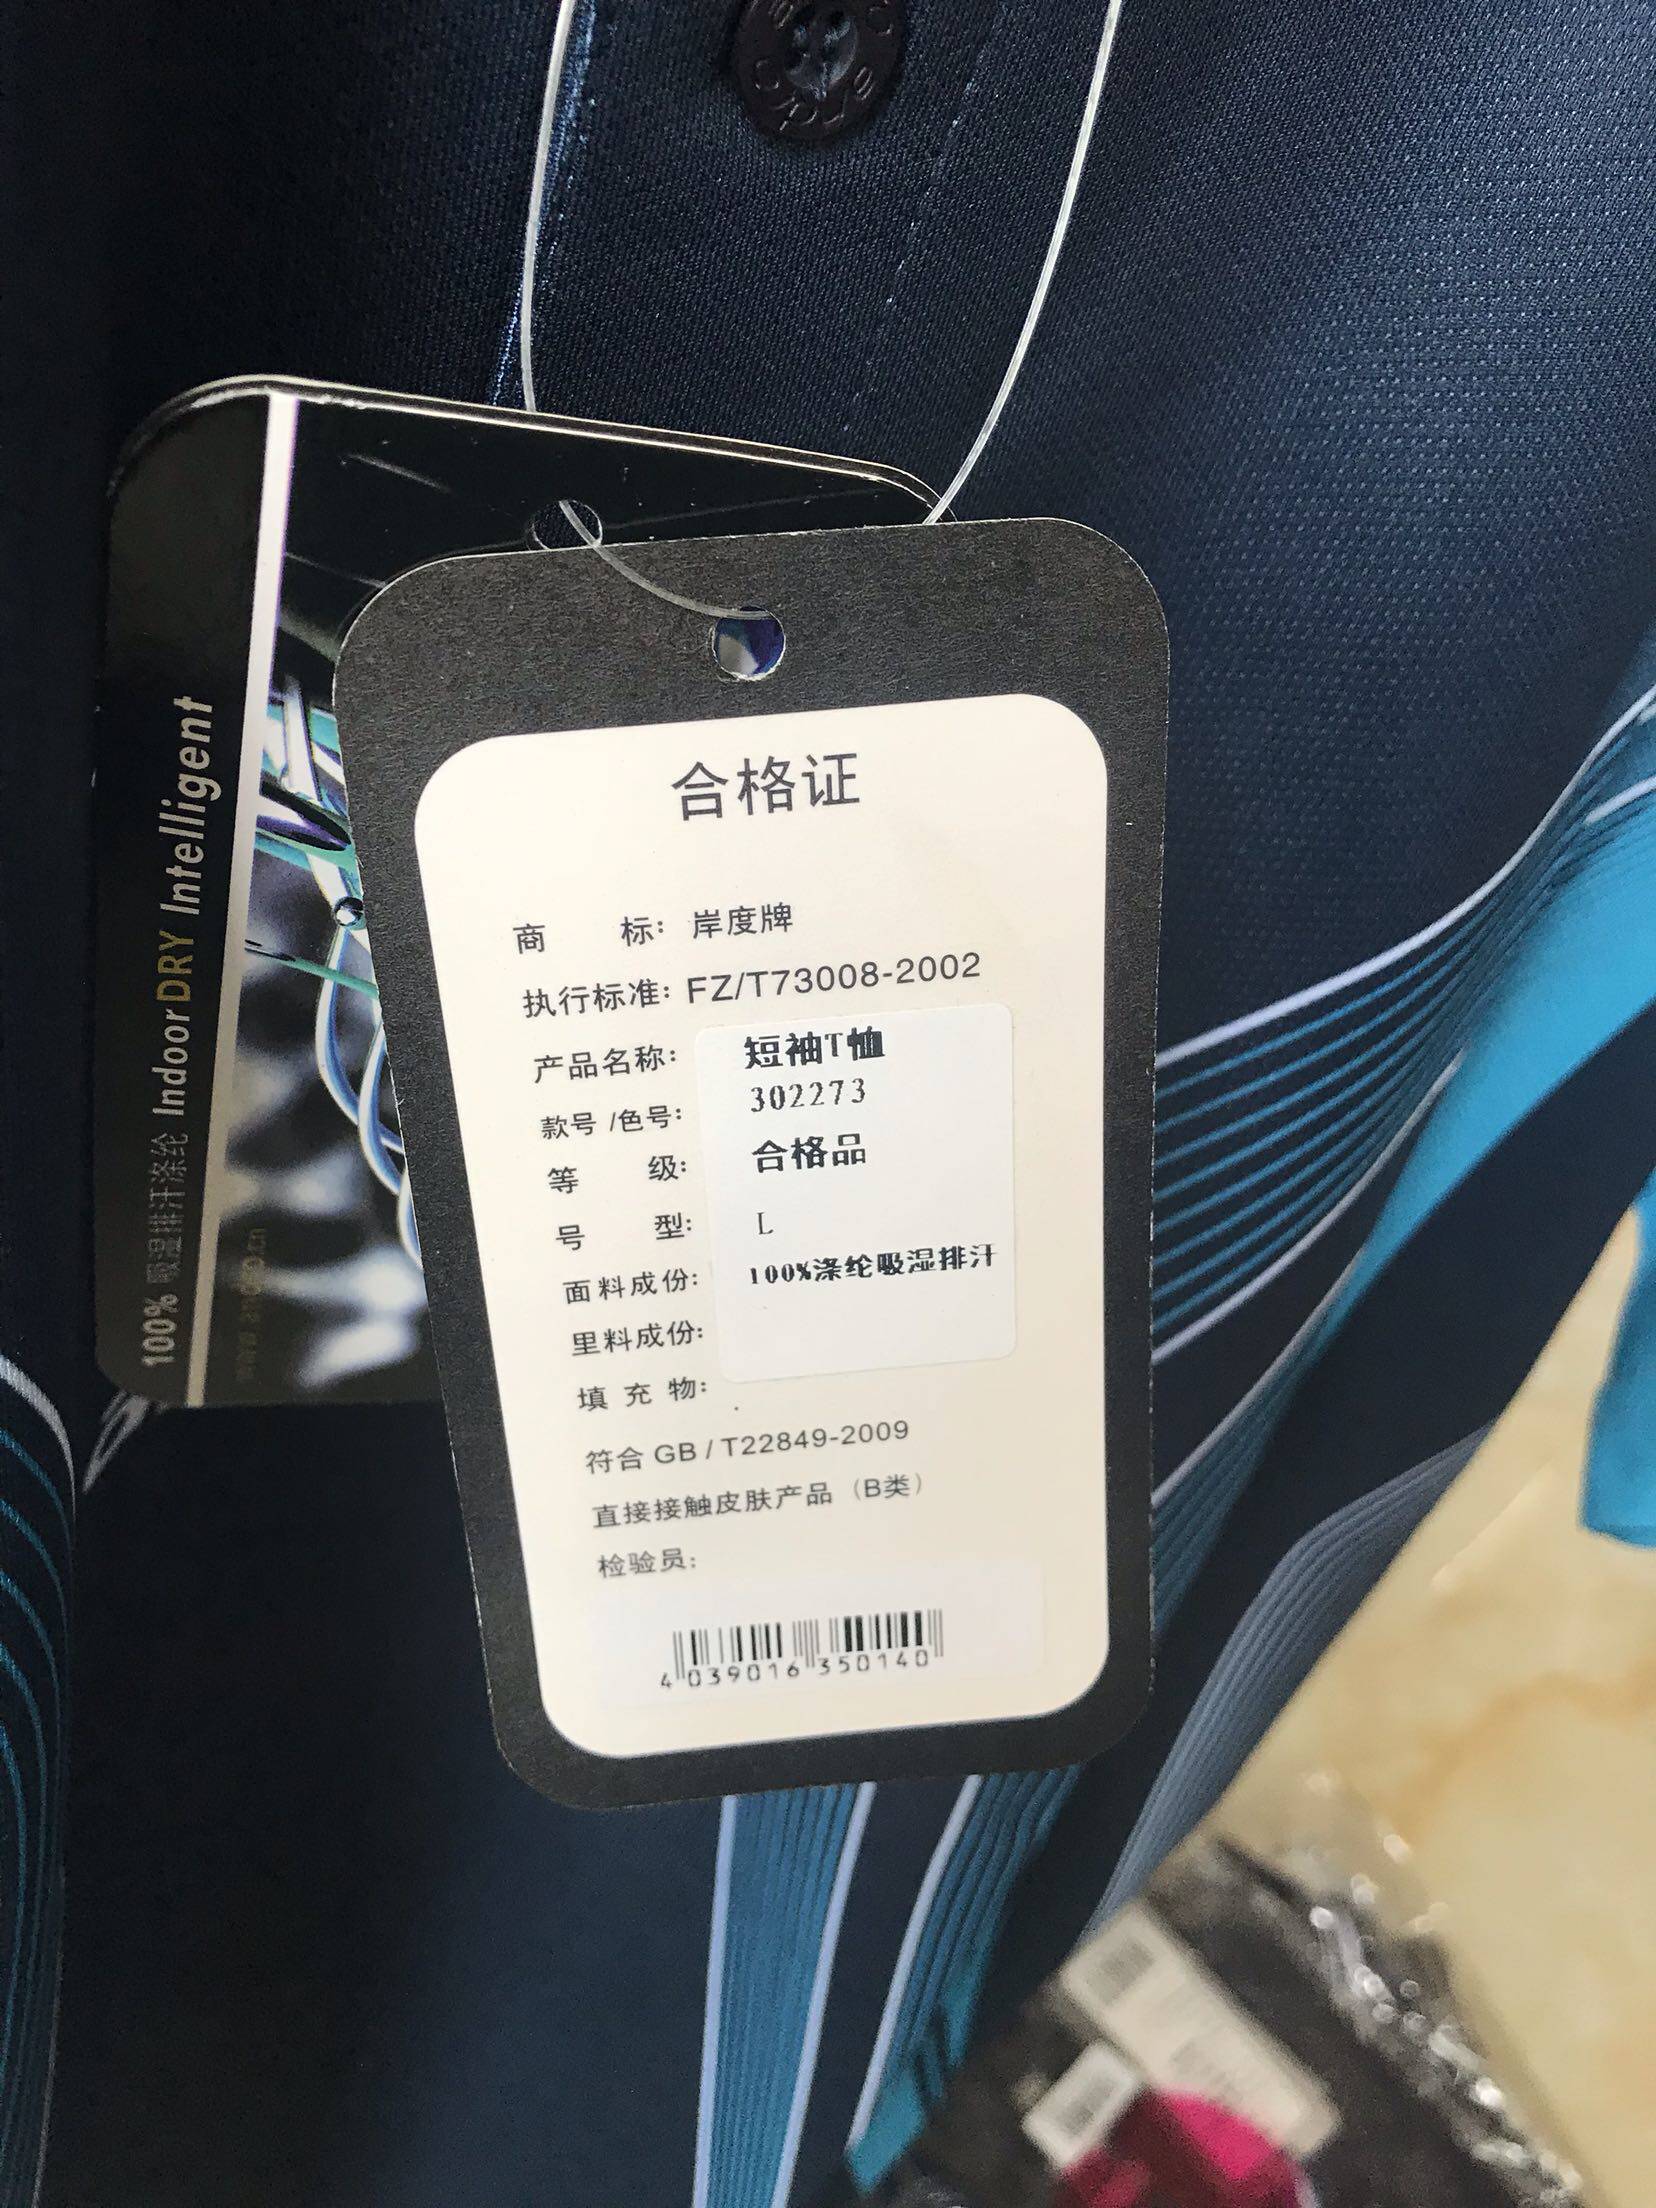 100% 吸湿排汗涤纶 IndoorDRY Intelligent
合格证
商 标: 岸度牌
执行标准: FZ/T73008-2002
产品名称: 短袖T恤
款号/色号: 302273
等 级: 合格品
号 型: L
面料成份: 100%涤纶吸湿排汗
里料成份:
填 充 物:
符合 GB/T22849-2009
直接接触皮肤产品（B类）
检验员:
4 039016 350140